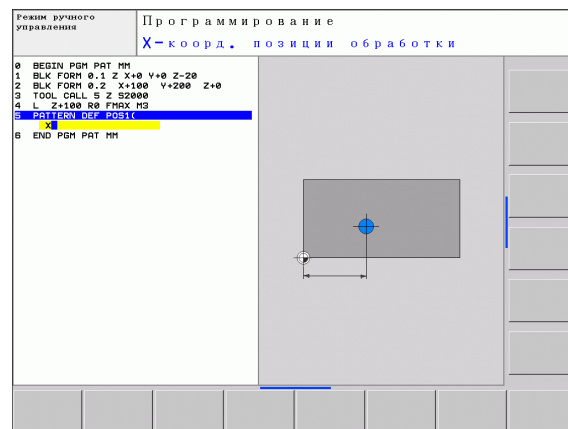 Режим ручного
управления
Программирование
X-коорд. позиции обработки
0 BEGIN PGM PAT MM
1 BLK FORM 0.1 Z X+0 Y+0 Z-20
2 BLK FORM 0.2 X+100 Y+200 Z+0
3 TOOL CALL 5 Z S2000
4 L Z+100 R0 FMAX M3
5 PATTERN DEF POS1(
X
6 END PGM PAT MM